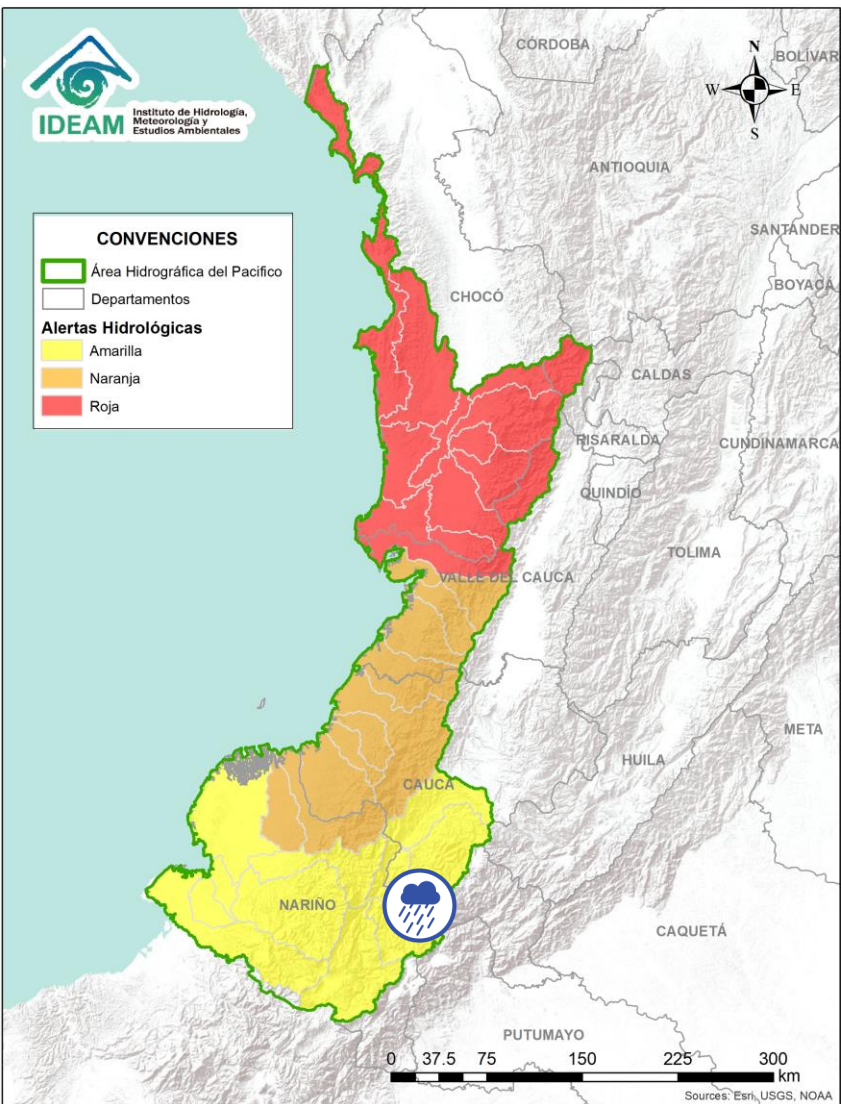 IDEAM
Instituto de Hidrología,
Meteorología y
Estudios Ambientales
CÓRDOBA
BOLÍVAR
N
W
E
S
ANTIOQUIA
SANTANDER
BOYACÁ
CONVENCIONES
Área Hidrográfica del Pacifico
Departamentos
Alertas Hidrológicas
Amarilla
Naranja
Roja
CHOCÓ
CALDAS
RISARALDA
CUNDINAMARCA
QUINDÍO
TOLIMA
VALLE DEL CAUCA
META
HUILA
CAUCA
NARIÑO
CAQUETÁ
PUTUMAYO
0 37.5 75 150 225 300
km
Sources: Esri, USGS, NOAA